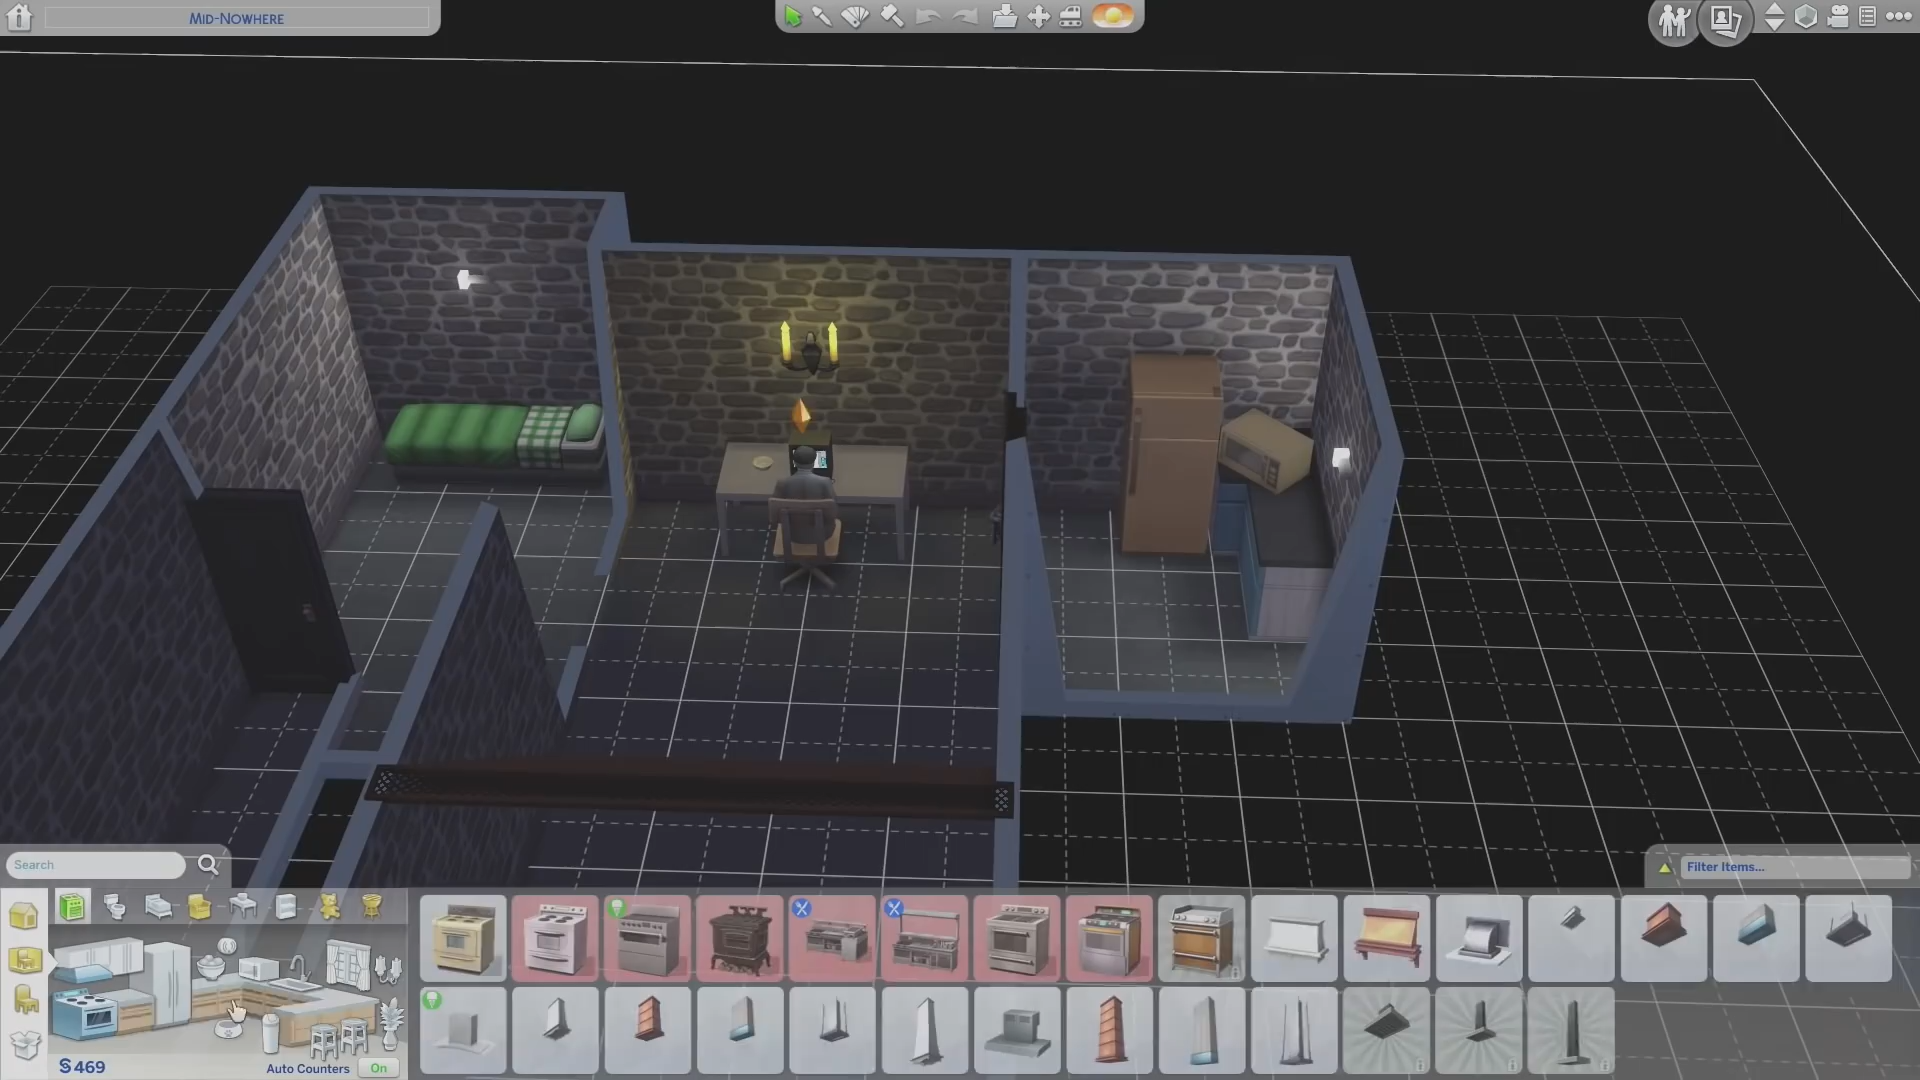 MID-NOWHERE
Search
Filter Items...
§469
Auto Counters On